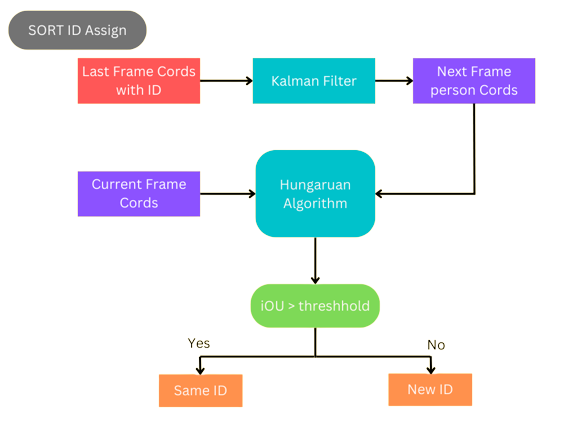 SORT ID Assign
Last Frame Cords
with ID
Kalman Filter
Next Frame
person Cords
Current Frame
Cords
Hungaruan
Algorithm
iOU > threshhold
Yes
No
Same ID
New ID